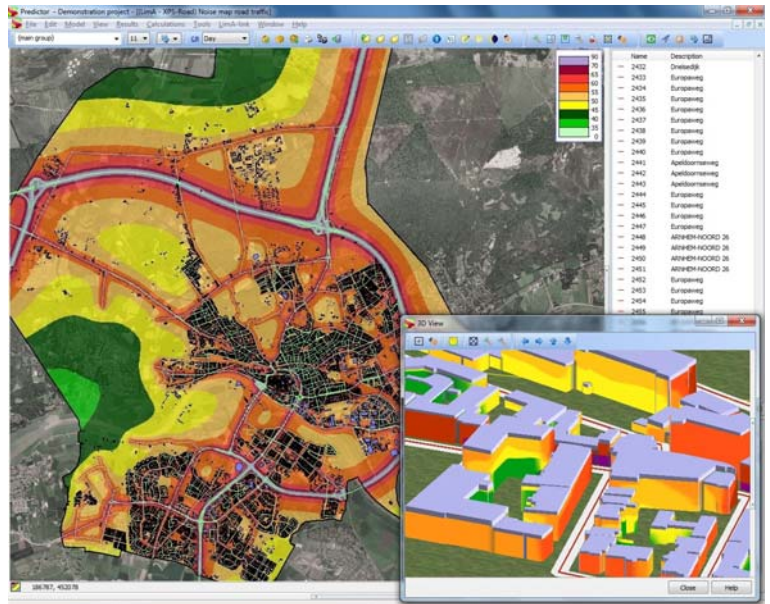 Predictor - Demonstration project - [(LimA - XPS-Road) Noise map road traffic]
File Edit Model View Results Calculations Tools LimA-link Window Help
(main group) 11 Day
90
70
65
60
55
50
45
40
35
0
Name Description
2432 Drielsedijk
2433 Europaweg
2434 Europaweg
2435 Europaweg
2436 Europaweg
2437 Europaweg
2438 Europaweg
2439 Europaweg
2440 Europaweg
2441 Apeldoornseweg
2442 Apeldoornseweg
2443 Apeldoornseweg
2444 Europaweg
2445 Europaweg
2446 Europaweg
2447 Europaweg
2448 ARNHEM-NOORD 26
2449 ARNHEM-NOORD 26
2450 ARNHEM-NOORD 26
2451 ARNHEM-NOORD 26
2452 Europaweg
2453 Europaweg
2454 Europaweg
2455 Europaweg
3D View
Close Help
186787, 452078